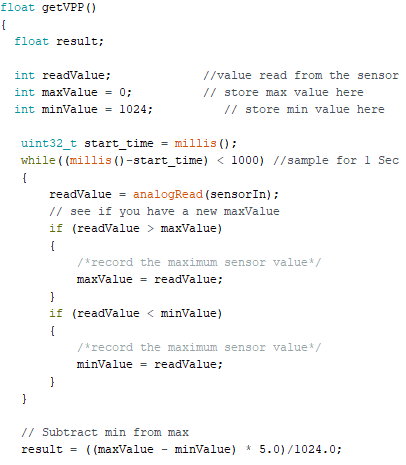 float getVPP()
{
  float result;

  int readValue;             //value read from the sensor
  int maxValue = 0;          // store max value here
  int minValue = 1024;          // store min value here

   uint32_t start_time = millis();
   while((millis()-start_time) < 1000) //sample for 1 Sec
   {
       readValue = analogRead(sensorIn);
       // see if you have a new maxValue
       if (readValue > maxValue)
       {
           /*record the maximum sensor value*/
           maxValue = readValue;
       }
       if (readValue < minValue)
       {
           /*record the maximum sensor value*/
           minValue = readValue;
       }
   }

   // Subtract min from max
   result = ((maxValue - minValue) * 5.0)/1024.0;